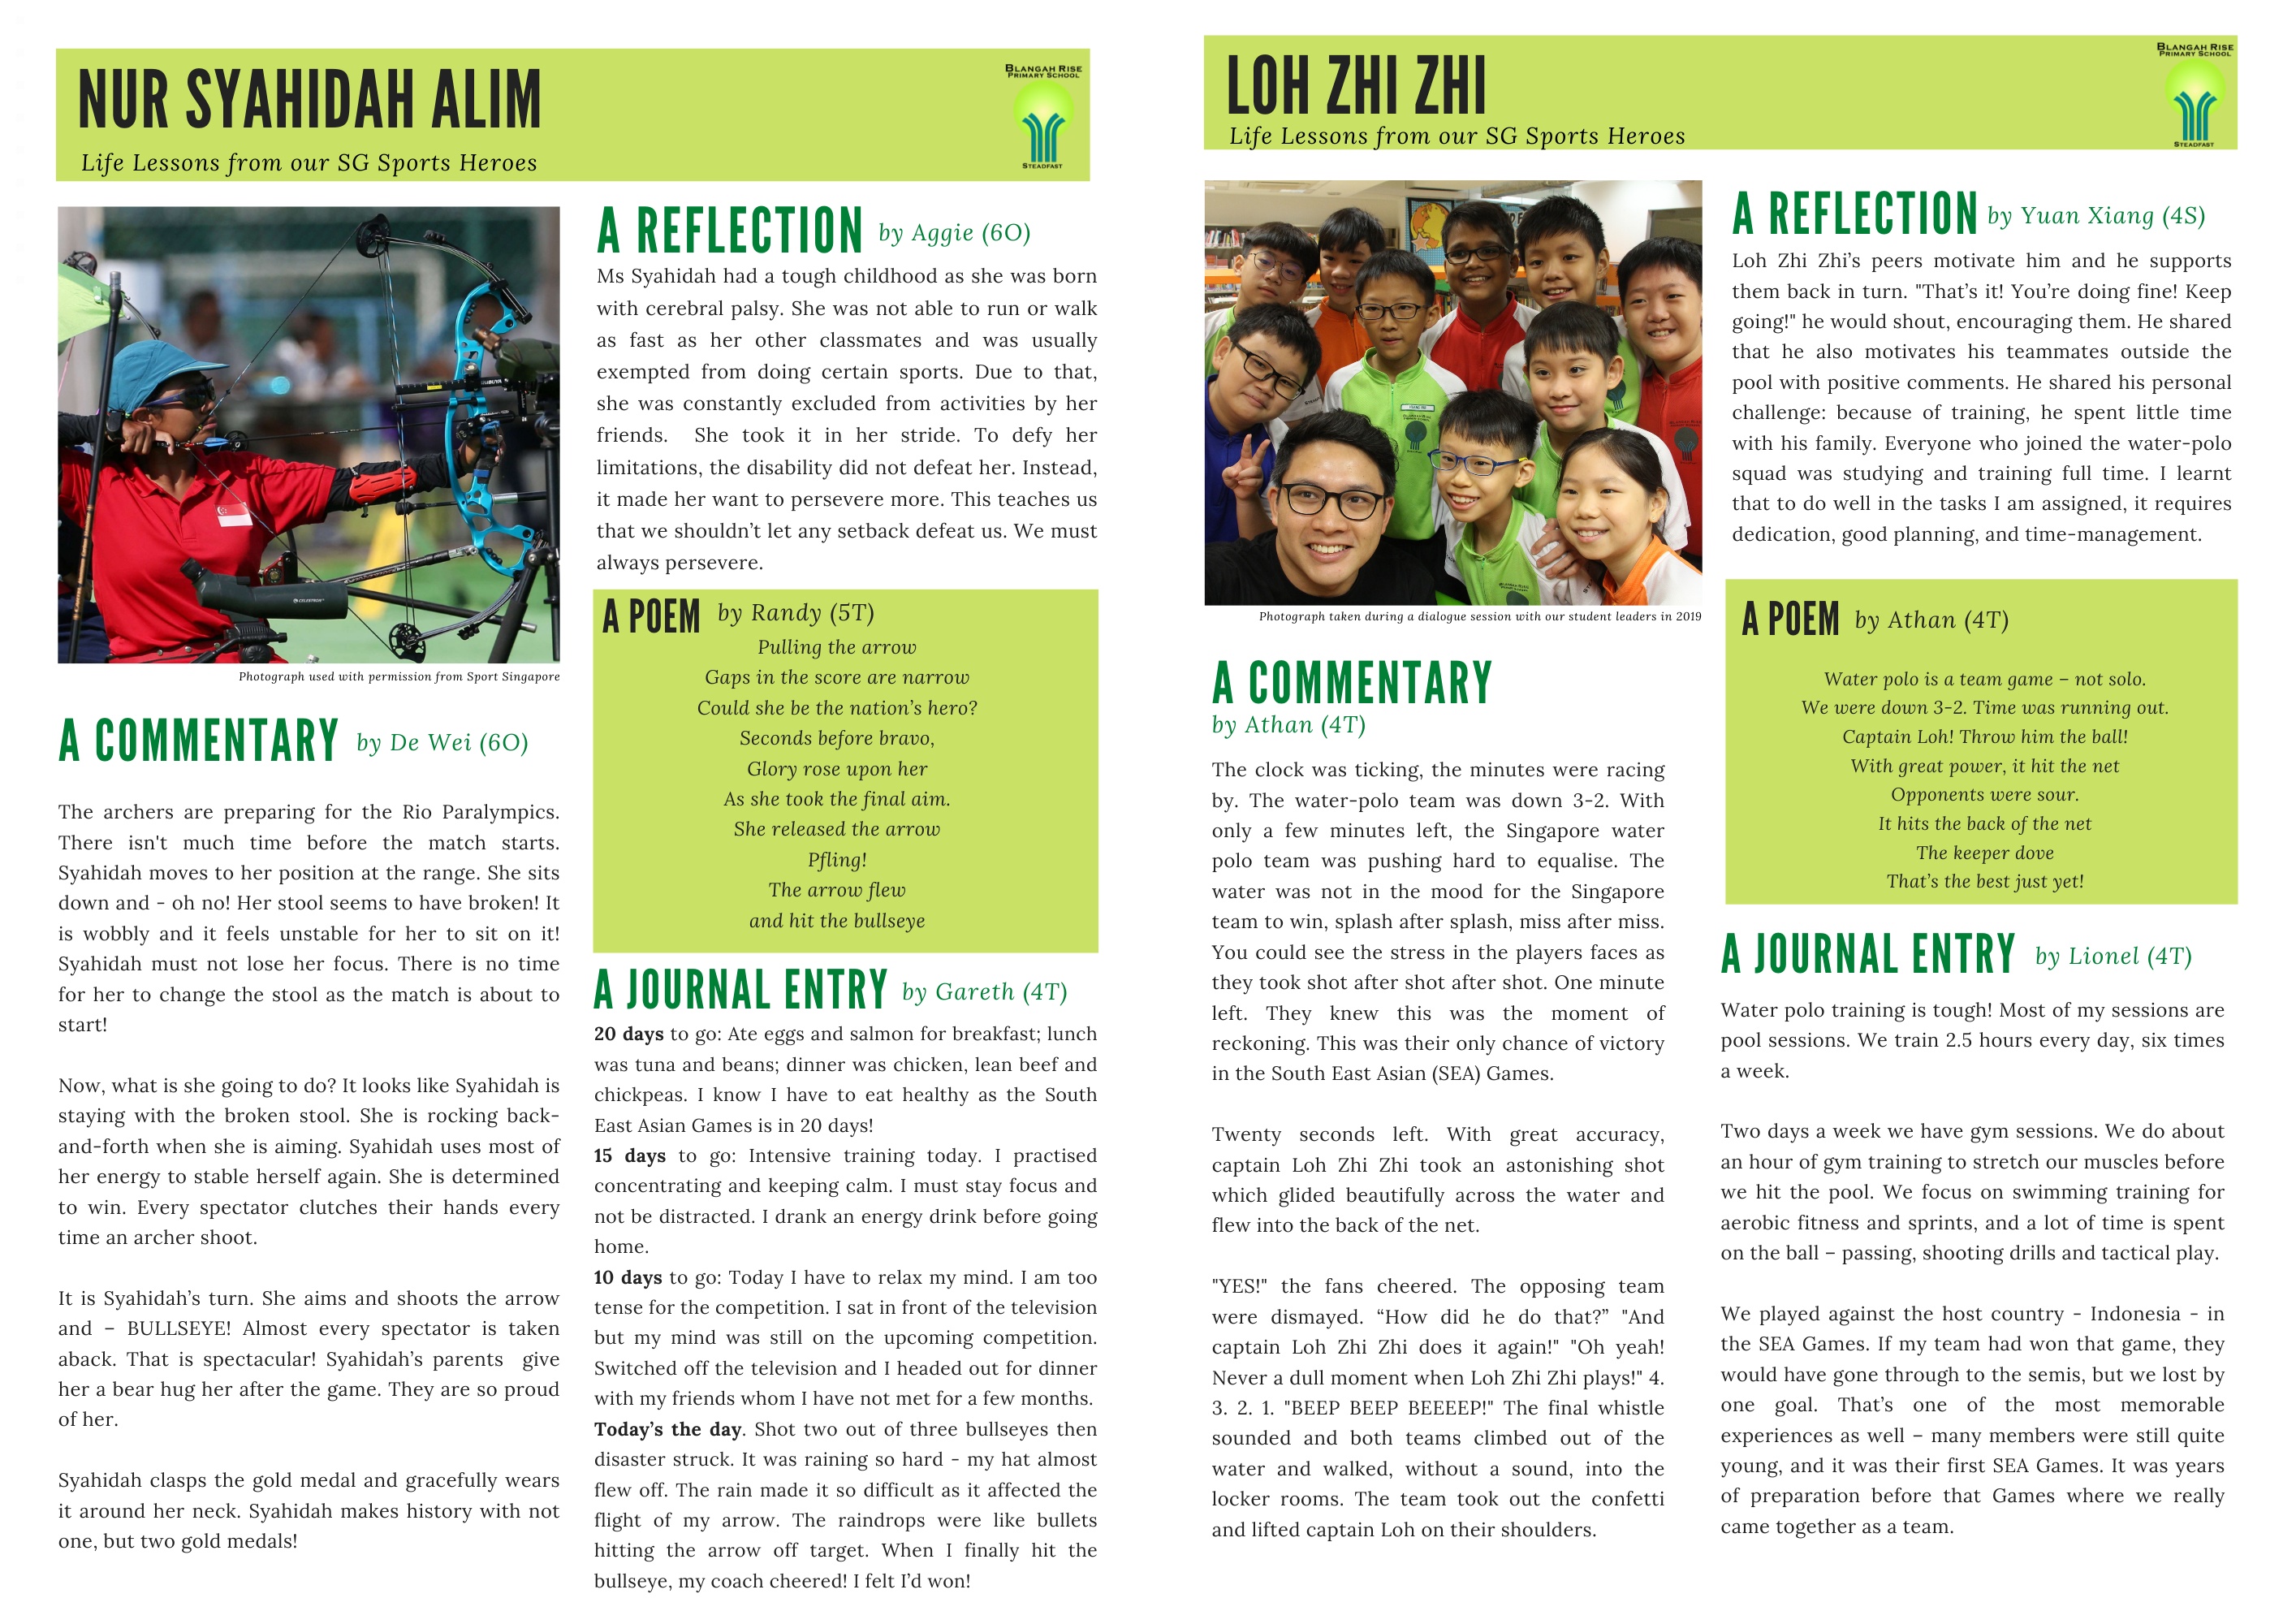 NUR SYAHIDAH ALIM
Life Lessons from our SG Sports Heroes
BLANGAH RISE
PRIMARY SCHOOL
STEADFAST
Photograph used with permission from Sport Singapore
A COMMENTARY by De Wei (6O)
The archers are preparing for the Rio Paralympics.
There isn't much time before the match starts.
Syahidah moves to her position at the range. She sits
down and - oh no! Her stool seems to have broken! It
is wobbly and it feels unstable for her to sit on it!
Syahidah must not lose her focus. There is no time
for her to change the stool as the match is about to
start!
Now, what is she going to do? It looks like Syahidah is
staying with the broken stool. She is rocking back-
and-forth when she is aiming. Syahidah uses most of
her energy to stable herself again. She is determined
to win. Every spectator clutches their hands every
time an archer shoot.
It is Syahidah’s turn. She aims and shoots the arrow
and – BULLSEYE! Almost every spectator is taken
aback. That is spectacular! Syahidah’s parents give
her a bear hug her after the game. They are so proud
of her.
Syahidah clasps the gold medal and gracefully wears
it around her neck. Syahidah makes history with not
one, but two gold medals!
A REFLECTION by Aggie (6O)
Ms Syahidah had a tough childhood as she was born
with cerebral palsy. She was not able to run or walk
as fast as her other classmates and was usually
exempted from doing certain sports. Due to that,
she was constantly excluded from activities by her
friends. She took it in her stride. To defy her
limitations, the disability did not defeat her. Instead,
it made her want to persevere more. This teaches us
that we shouldn’t let any setback defeat us. We must
always persevere.
A POEM by Randy (5T)
Pulling the arrow
Gaps in the score are narrow
Could she be the nation’s hero?
Seconds before bravo,
Glory rose upon her
As she took the final aim.
She released the arrow
Pfling!
The arrow flew
and hit the bullseye
A JOURNAL ENTRY by Gareth (4T)
20 days to go: Ate eggs and salmon for breakfast; lunch
was tuna and beans; dinner was chicken, lean beef and
chickpeas. I know I have to eat healthy as the South
East Asian Games is in 20 days!
15 days to go: Intensive training today. I practised
concentrating and keeping calm. I must stay focus and
not be distracted. I drank an energy drink before going
home.
10 days to go: Today I have to relax my mind. I am too
tense for the competition. I sat in front of the television
but my mind was still on the upcoming competition.
Switched off the television and I headed out for dinner
with my friends whom I have not met for a few months.
Today’s the day. Shot two out of three bullseyes then
disaster struck. It was raining so hard - my hat almost
flew off. The rain made it so difficult as it affected the
flight of my arrow. The raindrops were like bullets
hitting the arrow off target. When I finally hit the
bullseye, my coach cheered! I felt I’d won!
LOH ZHI ZHI
Life Lessons from our SG Sports Heroes
BLANGAH RISE
PRIMARY SCHOOL
STEADFAST
Photograph taken during a dialogue session with our student leaders in 2019
A COMMENTARY
by Athan (4T)
The clock was ticking, the minutes were racing
by. The water-polo team was down 3-2. With
only a few minutes left, the Singapore water
polo team was pushing hard to equalise. The
water was not in the mood for the Singapore
team to win, splash after splash, miss after miss.
You could see the stress in the players faces as
they took shot after shot after shot. One minute
left. They knew this was the moment of
reckoning. This was their only chance of victory
in the South East Asian (SEA) Games.
Twenty seconds left. With great accuracy,
captain Loh Zhi Zhi took an astonishing shot
which glided beautifully across the water and
flew into the back of the net.
"YES!" the fans cheered. The opposing team
were dismayed. “How did he do that?” "And
captain Loh Zhi Zhi does it again!" "Oh yeah!
Never a dull moment when Loh Zhi Zhi plays!" 4.
3. 2. 1. "BEEP BEEP BEEEEP!" The final whistle
sounded and both teams climbed out of the
water and walked, without a sound, into the
locker rooms. The team took out the confetti
and lifted captain Loh on their shoulders.
A REFLECTION by Yuan Xiang (4S)
Loh Zhi Zhi’s peers motivate him and he supports
them back in turn. "That’s it! You’re doing fine! Keep
going!" he would shout, encouraging them. He shared
that he also motivates his teammates outside the
pool with positive comments. He shared his personal
challenge: because of training, he spent little time
with his family. Everyone who joined the water-polo
squad was studying and training full time. I learnt
that to do well in the tasks I am assigned, it requires
dedication, good planning, and time-management.
A POEM by Athan (4T)
Water polo is a team game – not solo.
We were down 3-2. Time was running out.
Captain Loh! Throw him the ball!
With great power, it hit the net
Opponents were sour.
It hits the back of the net
The keeper dove
That’s the best just yet!
A JOURNAL ENTRY by Lionel (4T)
Water polo training is tough! Most of my sessions are
pool sessions. We train 2.5 hours every day, six times
a week.
Two days a week we have gym sessions. We do about
an hour of gym training to stretch our muscles before
we hit the pool. We focus on swimming training for
aerobic fitness and sprints, and a lot of time is spent
on the ball – passing, shooting drills and tactical play.
We played against the host country - Indonesia - in
the SEA Games. If my team had won that game, they
would have gone through to the semis, but we lost by
one goal. That’s one of the most memorable
experiences as well – many members were still quite
young, and it was their first SEA Games. It was years
of preparation before that Games where we really
came together as a team.